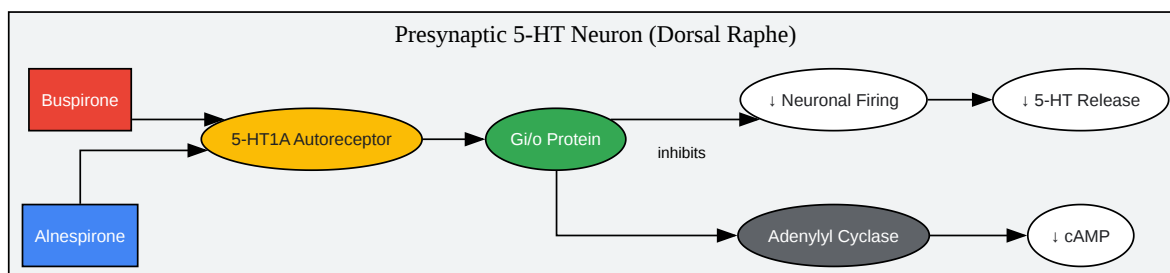 Presynaptic 5-HT Neuron (Dorsal Raphe)
Buspirone
↓ Neuronal Firing
↓ 5-HT Release
5-HT1A Autoreceptor
Gi/o Protein
inhibits
Alnespirone
Adenylyl Cyclase
↓ cAMP